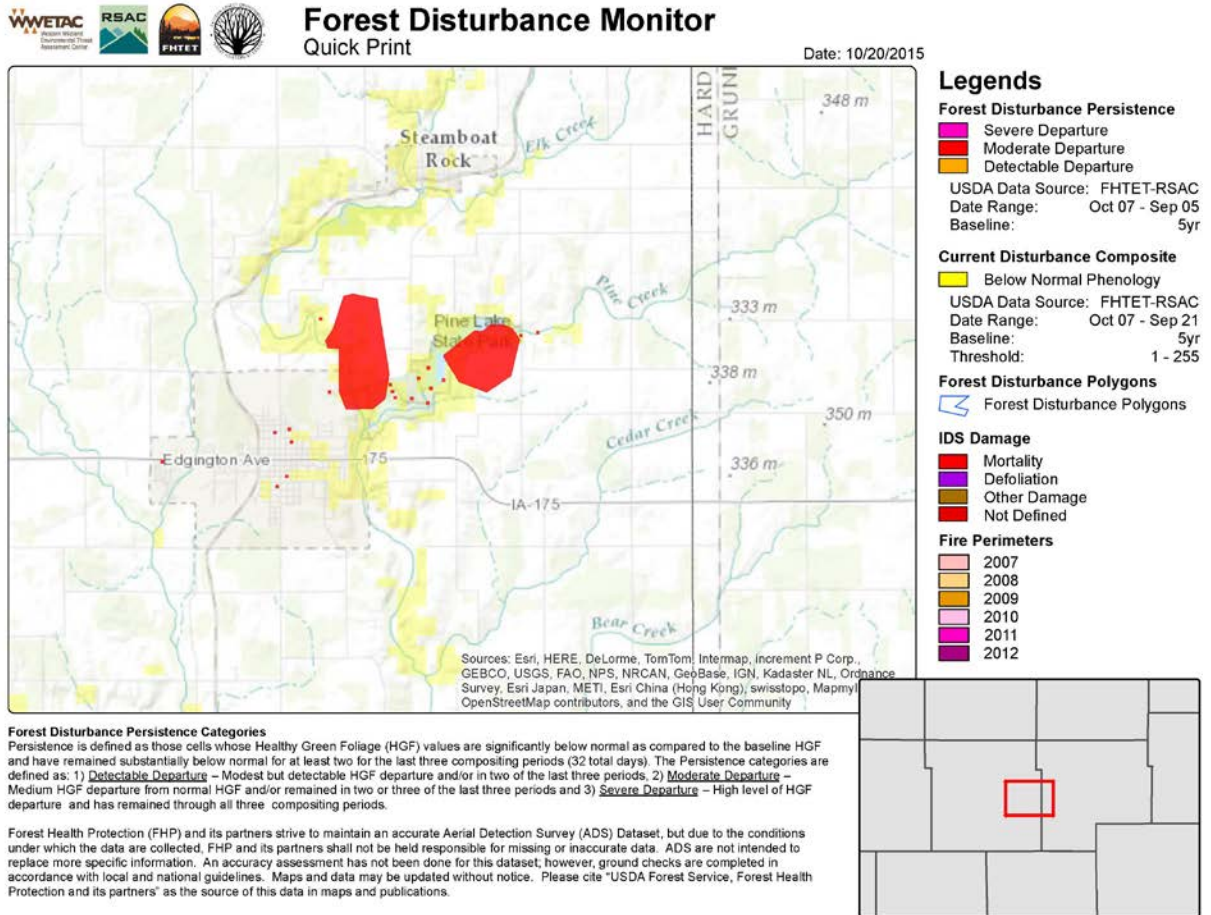 WWETAC
Western Wildland
Environmental Threat
Assessment Center
RSAC
FHTET
Forest Disturbance Monitor
Quick Print
Date: 10/20/2015
HARD
GRUN
348 m
Steamboat
Rock
Elk Creek
Pine Creek
333 m
Pine Lake
State Park
338 m
350 m
Cedar Creek
Edgington Ave
175
336 m
IA-175
Bear Creek
Sources: Esri, HERE, DeLorme, TomTom, Intermap, increment P Corp.,
GEBCO, USGS, FAO, NPS, NRCAN, GeoBase, IGN, Kadaster NL, Ordnance
Survey, Esri Japan, METI, Esri China (Hong Kong), swisstopo, MapmyI
OpenStreetMap contributors, and the GIS User Community
Legends
Forest Disturbance Persistence
Severe Departure
Moderate Departure
Detectable Departure
USDA Data Source: FHTET-RSAC
Date Range: Oct 07 - Sep 05
Baseline: 5yr
Current Disturbance Composite
Below Normal Phenology
USDA Data Source: FHTET-RSAC
Date Range: Oct 07 - Sep 21
Baseline: 5yr
Threshold: 1 - 255
Forest Disturbance Polygons
Forest Disturbance Polygons
IDS Damage
Mortality
Defoliation
Other Damage
Not Defined
Fire Perimeters
2007
2008
2009
2010
2011
2012
Forest Disturbance Persistence Categories
Persistence is defined as those cells whose Healthy Green Foliage (HGF) values are significantly below normal as compared to the baseline HGF
and have remained substantially below normal for at least two for the last three compositing periods (32 total days). The Persistence categories are
defined as: 1) Detectable Departure – Modest but detectable HGF departure and/or in two of the last three periods, 2) Moderate Departure –
Medium HGF departure from normal HGF and/or remained in two or three of the last three periods and 3) Severe Departure – High level of HGF
departure and has remained through all three compositing periods.
Forest Health Protection (FHP) and its partners strive to maintain an accurate Aerial Detection Survey (ADS) Dataset, but due to the conditions
under which the data are collected, FHP and its partners shall not be held responsible for missing or inaccurate data. ADS are not intended to
replace more specific information. An accuracy assessment has not been done for this dataset; however, ground checks are completed in
accordance with local and national guidelines. Maps and data may be updated without notice. Please cite "USDA Forest Service, Forest Health
Protection and its partners" as the source of this data in maps and publications.